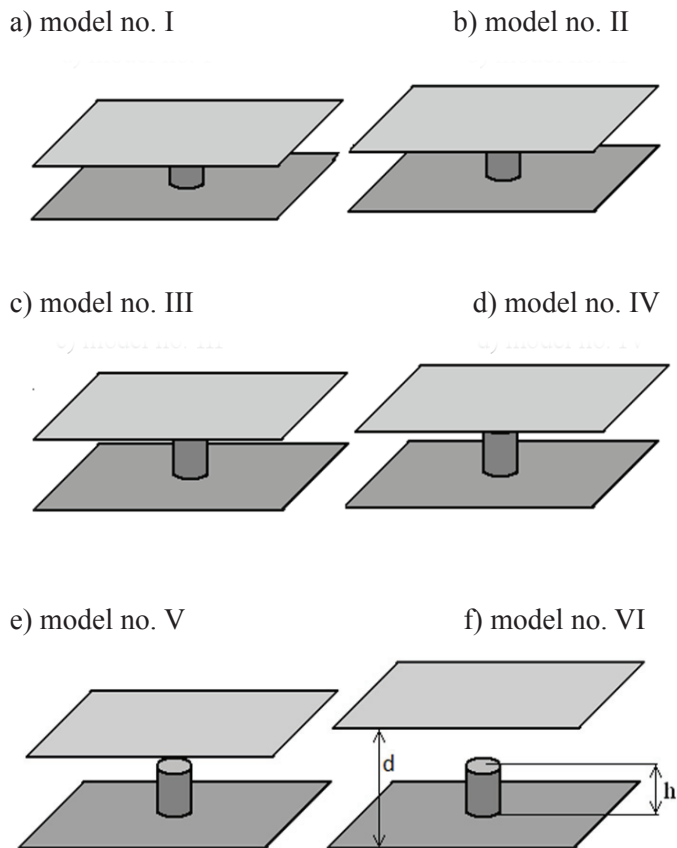 a) model no. I
b) model no. II
c) model no. III
d) model no. IV
e) model no. V
f) model no. VI
d
h